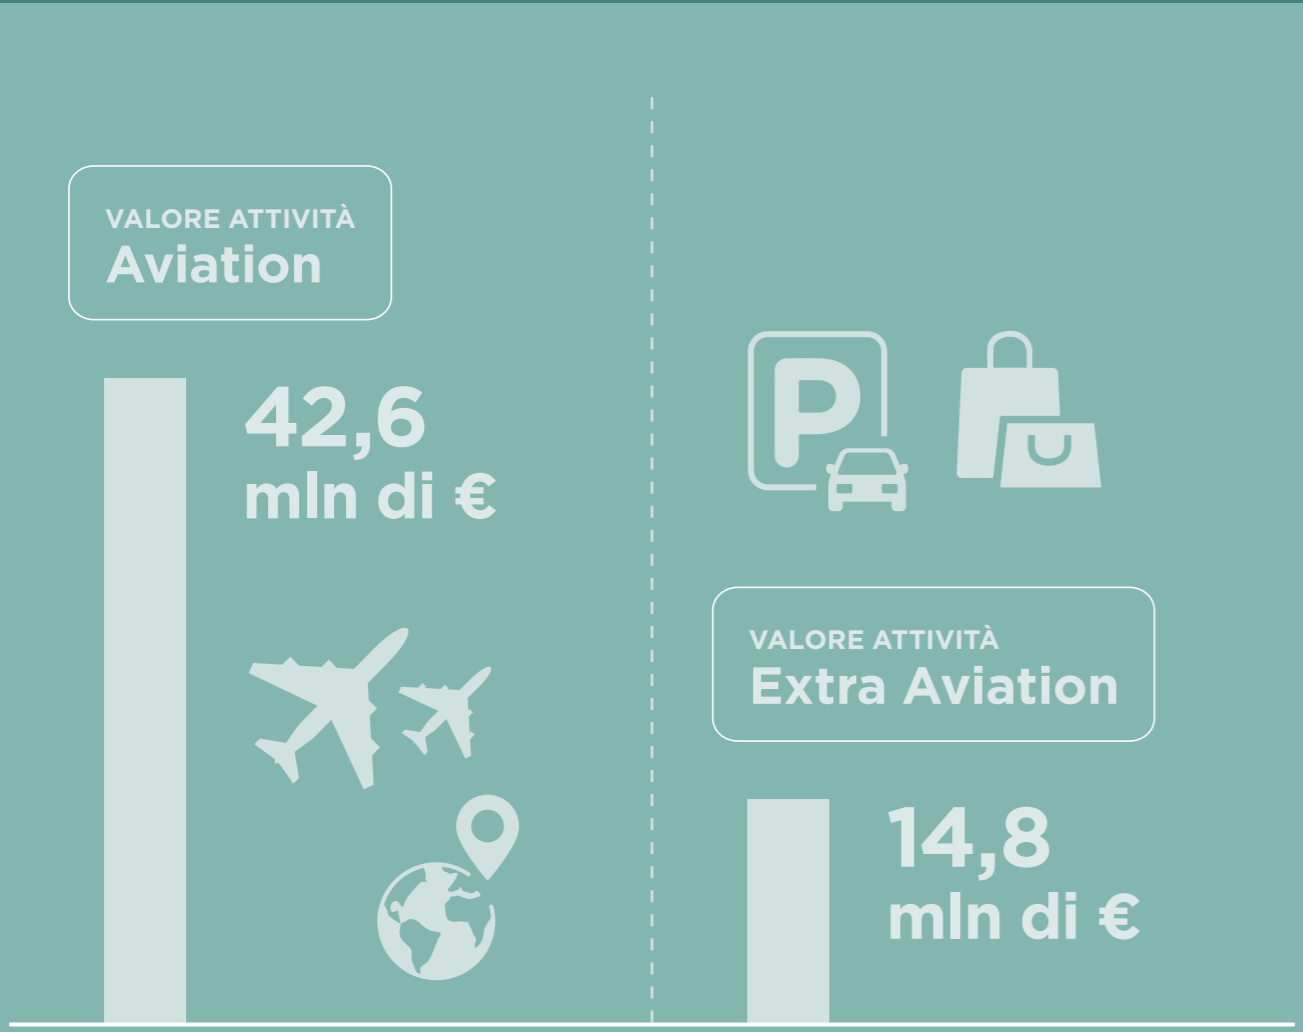 VALORE ATTIVITÀ
Aviation
42,6
mln di €
P
VALORE ATTIVITÀ
Extra Aviation
14,8
mln di €